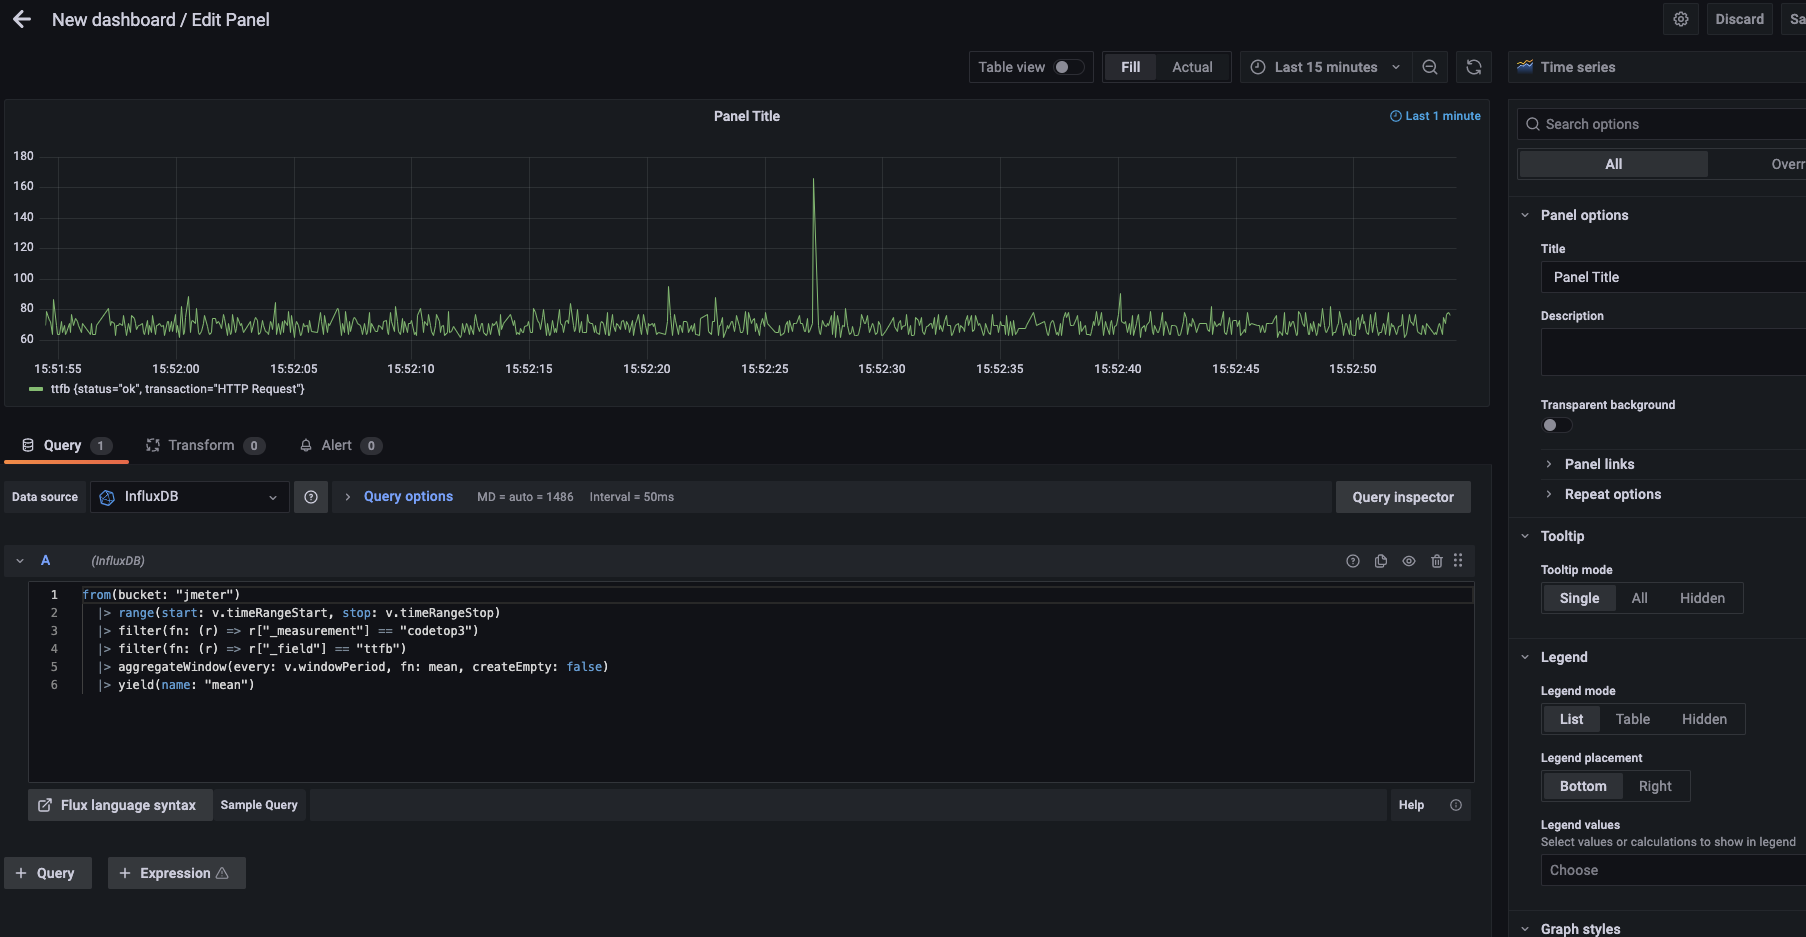 New dashboard / Edit Panel
Discard
Sa
Table view
Fill
Actual
Last 15 minutes
Time series
Panel Title
Last 1 minute
Search options
All
Overr
180
160
140
120
100
80
60
15:51:55
15:52:00
15:52:05
15:52:10
15:52:15
15:52:20
15:52:25
15:52:30
15:52:35
15:52:40
15:52:45
15:52:50
ttfb {status="ok", transaction="HTTP Request"}
Panel options
Title
Panel Title
Description
Transparent background
Panel links
Repeat options
Query 1
Transform 0
Alert 0
Data source
InfluxDB
Query options
MD = auto = 1486
Interval = 50ms
Query inspector
A
(InfluxDB)
1 from(bucket: "jmeter")
2 |> range(start: v.timeRangeStart, stop: v.timeRangeStop)
3 |> filter(fn: (r) => r["_measurement"] == "codetop3")
4 |> filter(fn: (r) => r["_field"] == "ttfb")
5 |> aggregateWindow(every: v.windowPeriod, fn: mean, createEmpty: false)
6 |> yield(name: "mean")
Flux language syntax
Sample Query
Help
+ Query
+ Expression
Tooltip
Tooltip mode
Single
All
Hidden
Legend
Legend mode
List
Table
Hidden
Legend placement
Bottom
Right
Legend values
Select values or calculations to show in legend
Choose
Graph styles